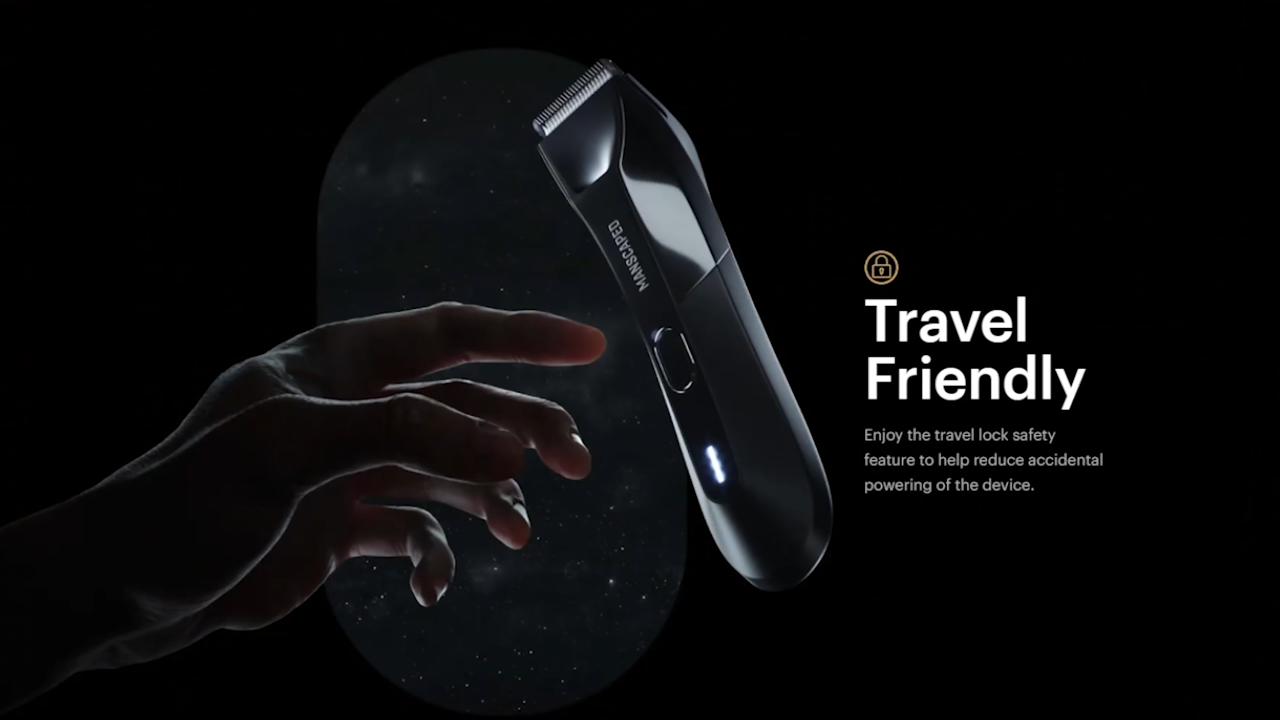 MANSCAPED
Travel
Friendly
Enjoy the travel lock safety
feature to help reduce accidental
powering of the device.